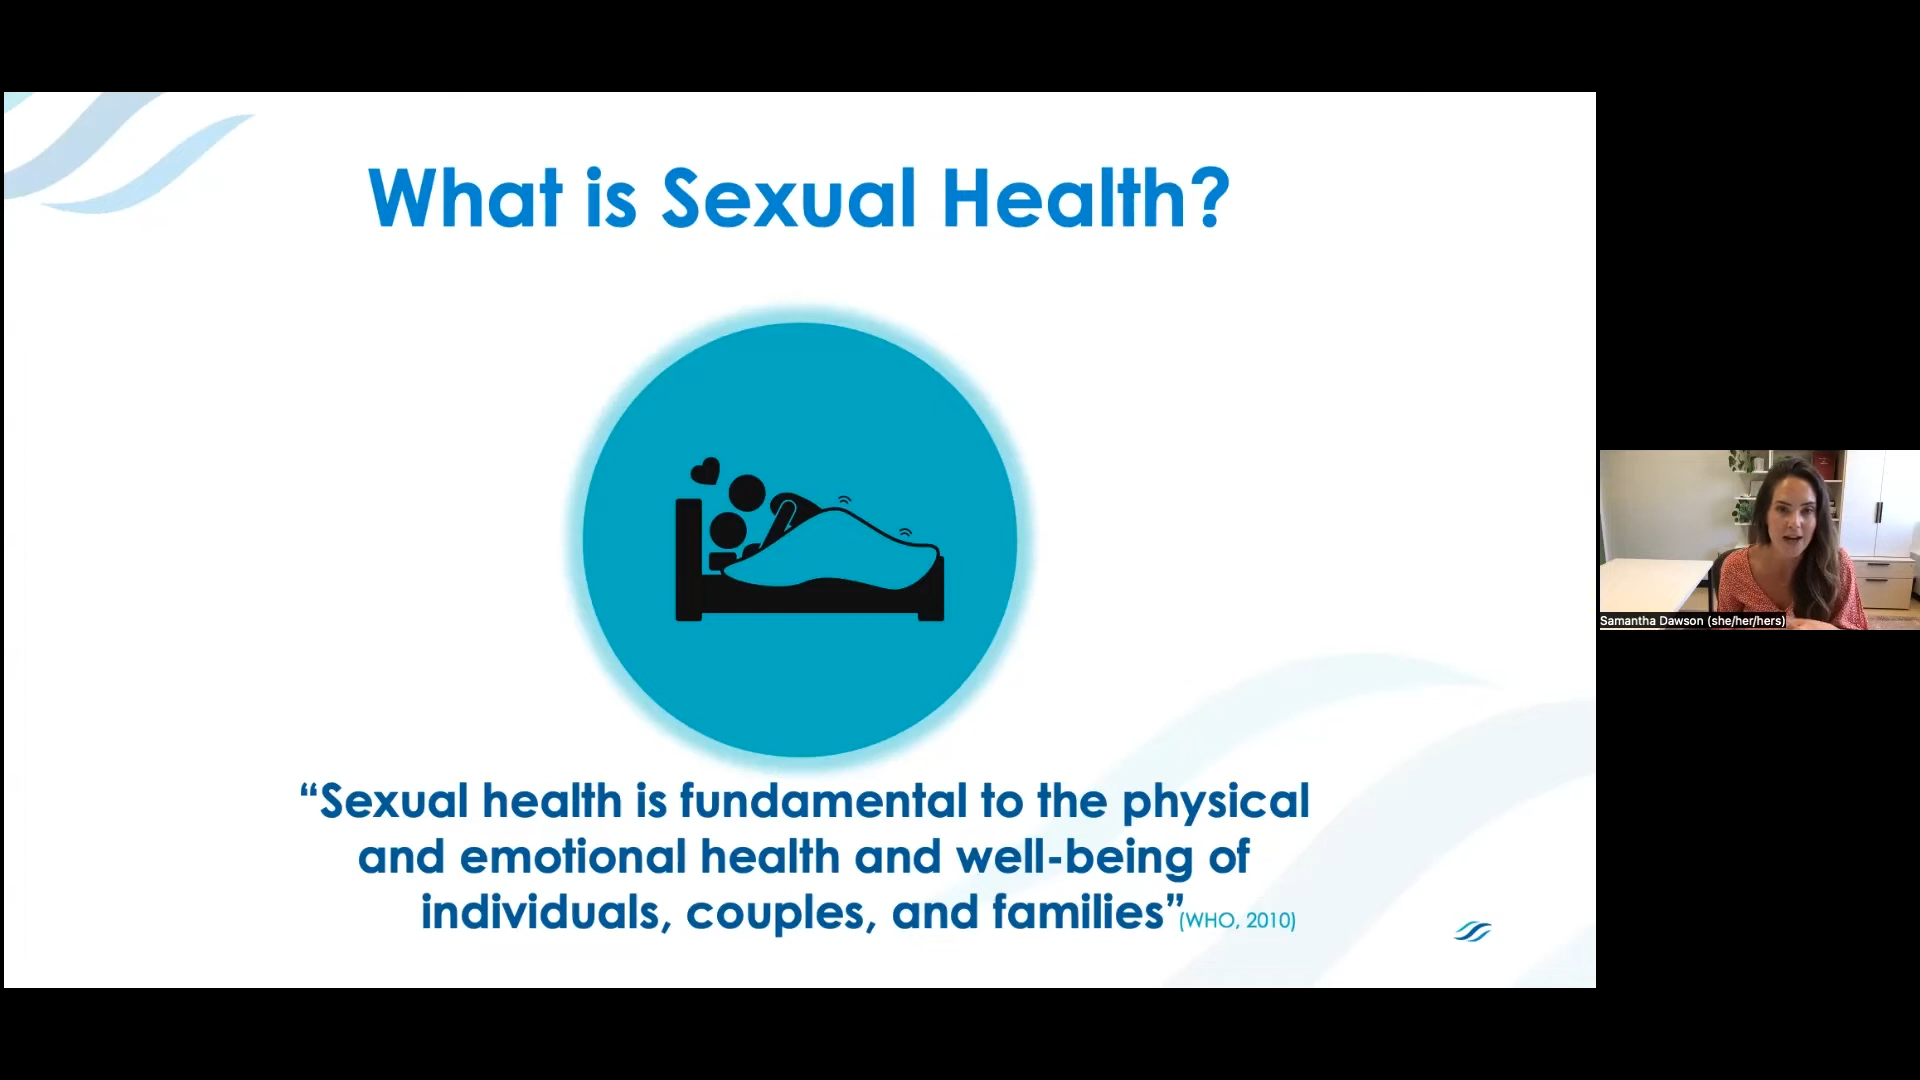 What is Sexual Health?
“Sexual health is fundamental to the physical
and emotional health and well-being of
individuals, couples, and families”(WHO, 2010)
Samantha Dawson (she/her/hers)